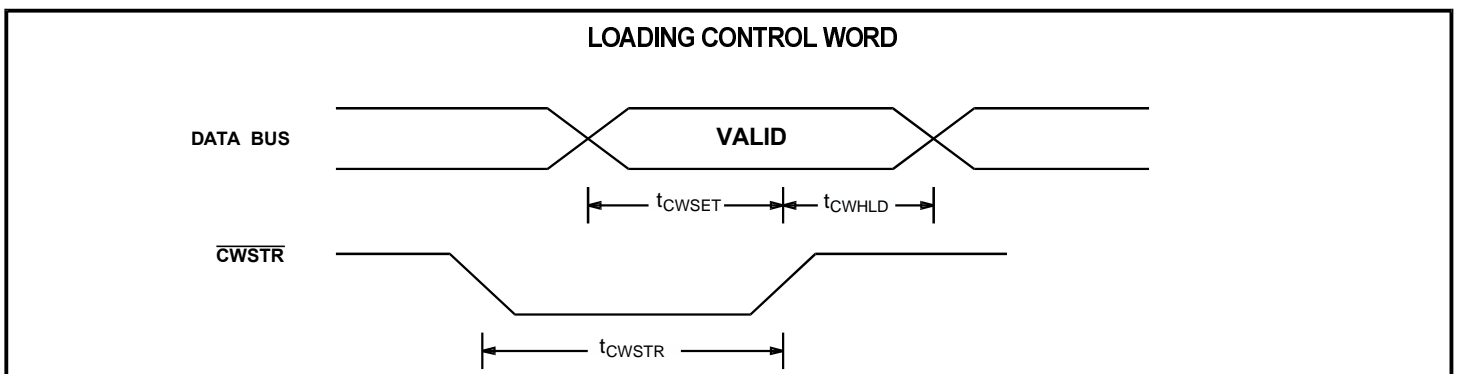 LOADING CONTROL WORD
DATA BUS
VALID
tCWSET
tCWHLD
CWSTR
tCWSTR